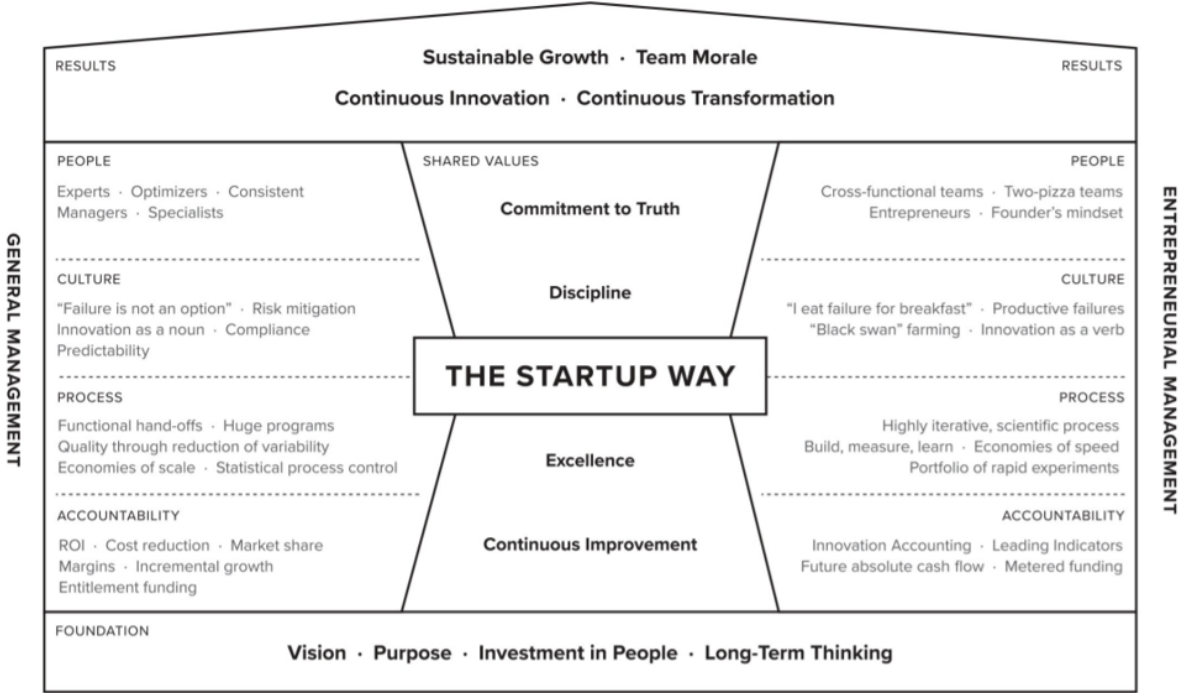 RESULTS
Sustainable Growth · Team Morale
RESULTS
Continuous Innovation · Continuous Transformation
GENERAL MANAGEMENT
PEOPLE
Experts · Optimizers · Consistent
Managers · Specialists
CULTURE
“Failure is not an option” · Risk mitigation
Innovation as a noun · Compliance
Predictability
PROCESS
Functional hand-offs · Huge programs
Quality through reduction of variability
Economies of scale · Statistical process control
ACCOUNTABILITY
ROI · Cost reduction · Market share
Margins · Incremental growth
Entitlement funding
SHARED VALUES
Commitment to Truth
Discipline
THE STARTUP WAY
Excellence
Continuous Improvement
PEOPLE
Cross-functional teams · Two-pizza teams
Entrepreneurs · Founder’s mindset
CULTURE
“I eat failure for breakfast” · Productive failures
“Black swan” farming · Innovation as a verb
PROCESS
Highly iterative, scientific process
Build, measure, learn · Economies of speed
Portfolio of rapid experiments
ACCOUNTABILITY
Innovation Accounting · Leading Indicators
Future absolute cash flow · Metered funding
ENTREPRENEURIAL MANAGEMENT
FOUNDATION
Vision · Purpose · Investment in People · Long-Term Thinking